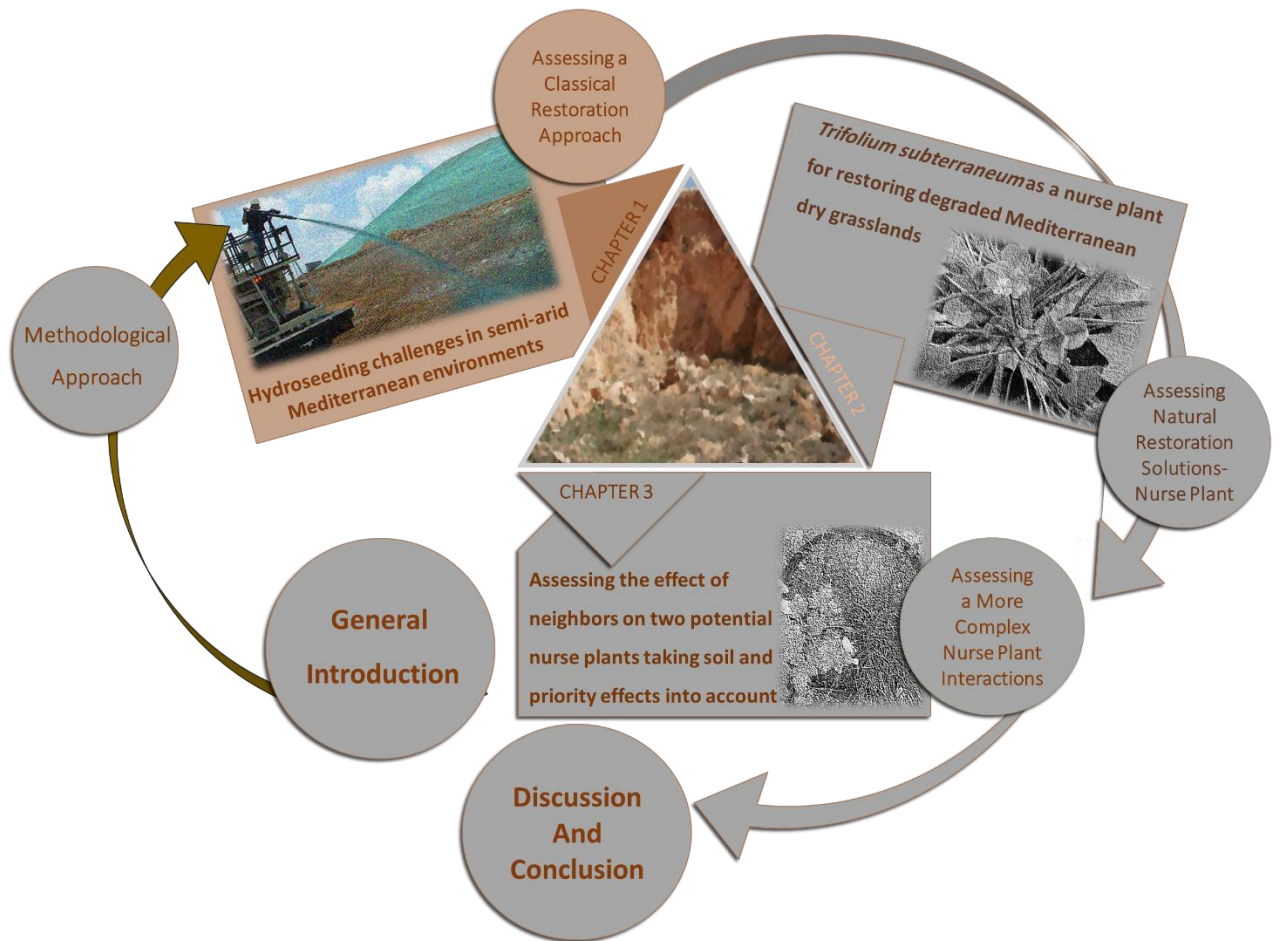 Assessing a
Classical
Restoration
Approach
Trifolium subterraneum as a nurse plant
for restoring degraded Mediterranean
dry grasslands
CHAPTER 1
Methodological
Approach
Hydroseeding challenges in semi-arid
Mediterranean environments
CHAPTER 2
Assessing
Natural
Restoration
Solutions-
Nurse Plant
CHAPTER 3
Assessing the effect of
neighbors on two potential
nurse plants taking soil and
priority effects into account
Assessing
a More
Complex
Nurse Plant
Interactions
General
Introduction
Discussion
And
Conclusion